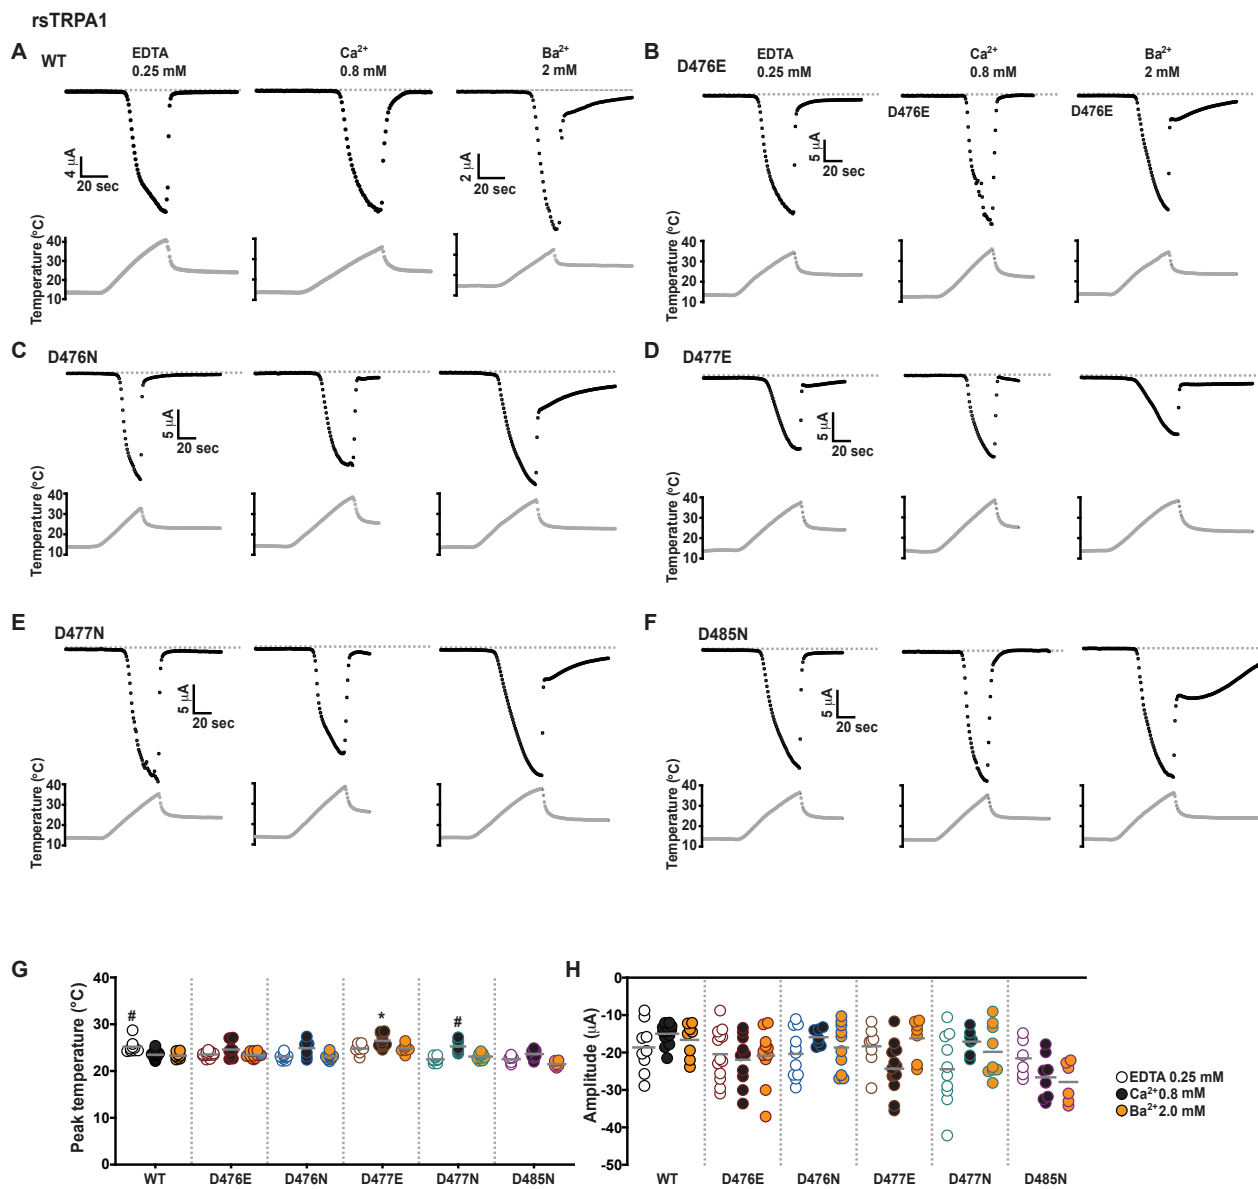 rsTRPA1
A
WT
EDTA
0.25 mM
Ca²⁺
0.8 mM
Ba²⁺
2 mM
4 µA
20 sec
2 µA
20 sec
Temperature (°C)
40
30
20
10
B
D476E
EDTA
0.25 mM
Ca²⁺
0.8 mM
Ba²⁺
2 mM
D476E
D476E
5 µA
20 sec
Temperature (°C)
40
30
20
10
C
D476N
5 µA
20 sec
Temperature (°C)
40
30
20
10
D
D477E
5 µA
20 sec
Temperature (°C)
40
30
20
10
E
D477N
5 µA
20 sec
Temperature (°C)
40
30
20
10
F
D485N
5 µA
20 sec
Temperature (°C)
40
30
20
10
G
Peak temperature (°C)
40
30
20
10
0
#
*
#
WT D476E D476N D477E D477N D485N
H
Amplitude (µA)
0
-10
-20
-30
-40
-50
WT D476E D476N D477E D477N D485N
EDTA 0.25 mM
Ca²⁺ 0.8 mM
Ba²⁺ 2.0 mM